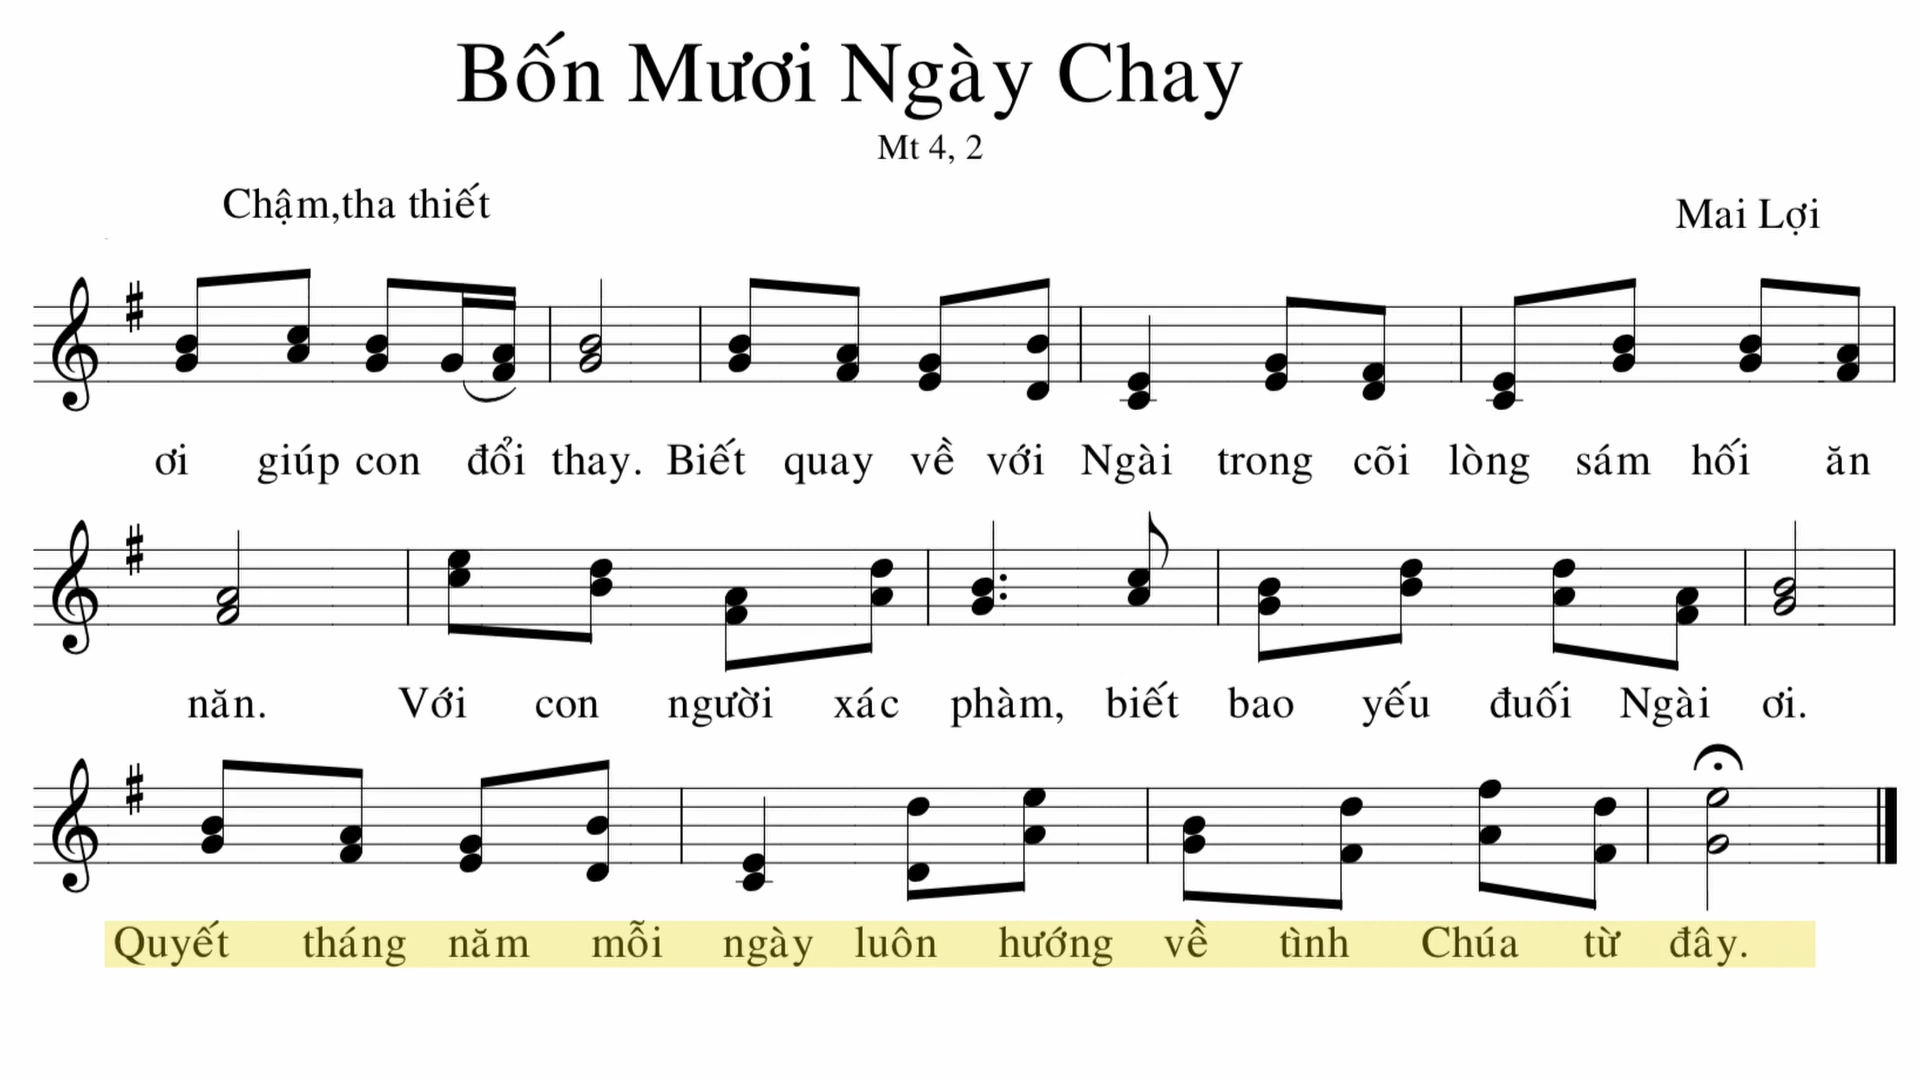 Bốn Mươi Ngày Chay
Mt 4, 2
Chậm,tha thiết
Mai Lợi
ơi giúp con đổi thay. Biết quay về với Ngài trong cõi lòng sám hối ăn
năn. Với con người xác phàm, biết bao yếu đuối Ngài ơi.
Quyết tháng năm mỗi ngày luôn hướng về tình Chúa từ đây.